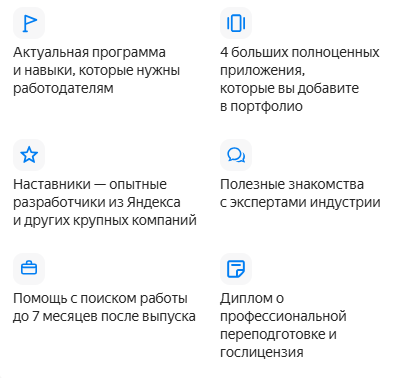 Актуальная программа
и навыки, которые нужны
работодателям
4 больших полноценных
приложения,
которые вы добавите
в портфолио
Наставники — опытные
разработчики из Яндекса
и других крупных компаний
Полезные знакомства
с экспертами индустрии
Помощь с поиском работы
до 7 месяцев после выпуска
Диплом о
профессиональной
переподготовке и
гослицензия